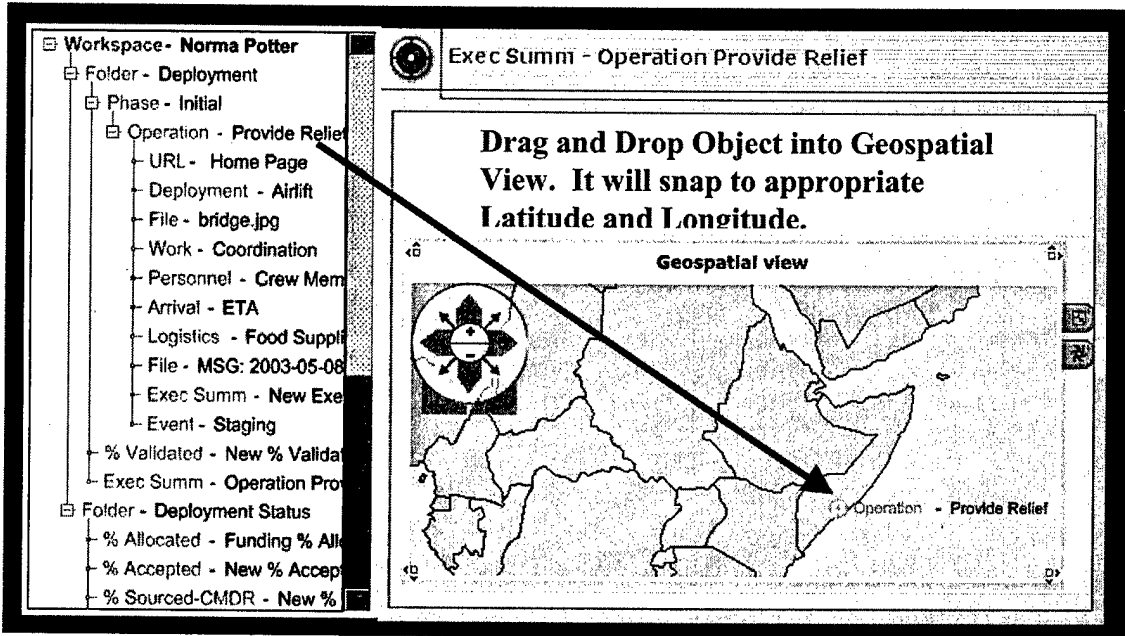 Workspace- Norma Potter
Folder - Deployment
Phase - Initial
Operation - Provide Relief
URL - Home Page
Deployment - Airlift
File - bridge.jpg
Work - Coordination
Personnel - Crew Mem
Arrival - ETA
Logistics - Food Suppli
File - MSG: 2003-05-08
Exec Summ - New Exe
Event - Staging
% Validated - New % Valida
Exec Summ - Operation Pro
Folder - Deployment Status
% Allocated - Funding % All
% Accepted - New % Accep
% Sourced-CMDR - New %
Exec Summ - Operation Provide Relief
Drag and Drop Object into Geospatial
View. It will snap to appropriate
Latitude and Longitude.
Geospatial view
Operation - Provide Relief